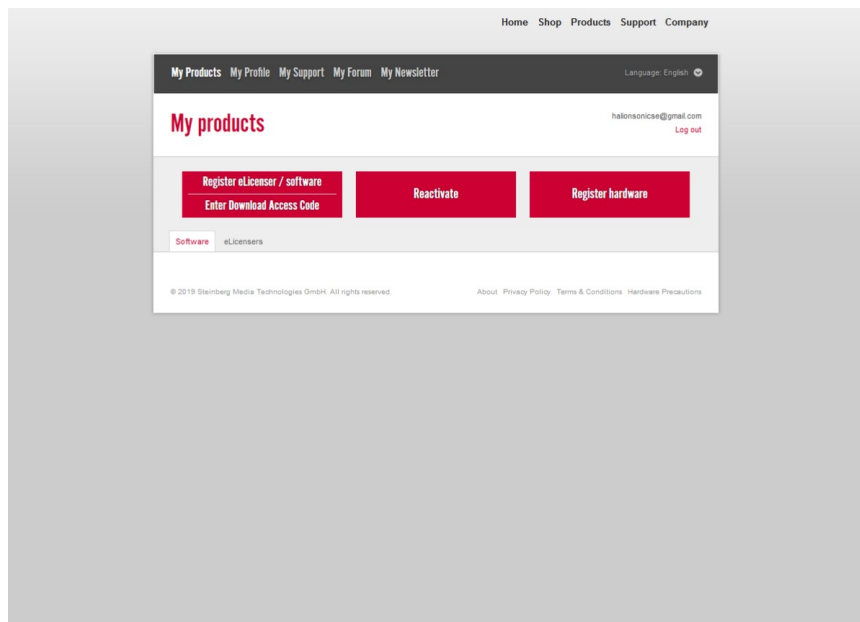 Home Shop Products Support Company
My Products My Profile My Support My Forum My Newsletter Language: English
My products
halionsonicse@gmail.com
Log out
Register eLicenser / software
Enter Download Access Code
Reactivate
Register hardware
Software eLicensers
© 2019 Steinberg Media Technologies GmbH. All rights reserved. About Privacy Policy Terms & Conditions Hardware Precautions